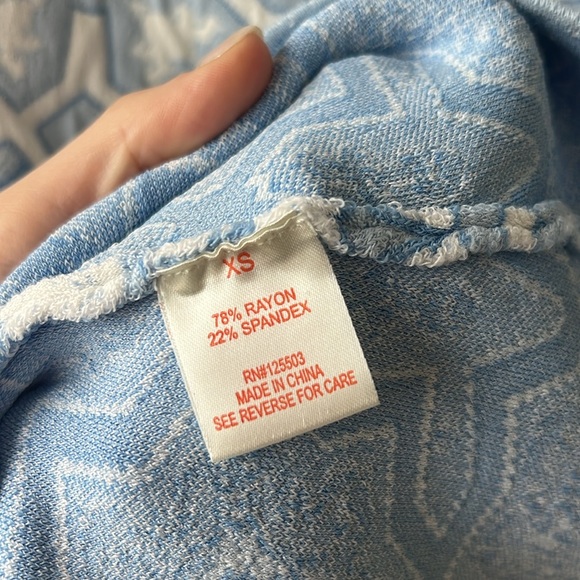 XS
78% RAYON
22% SPANDEX
RN#125503
MADE IN CHINA
SEE REVERSE FOR CARE